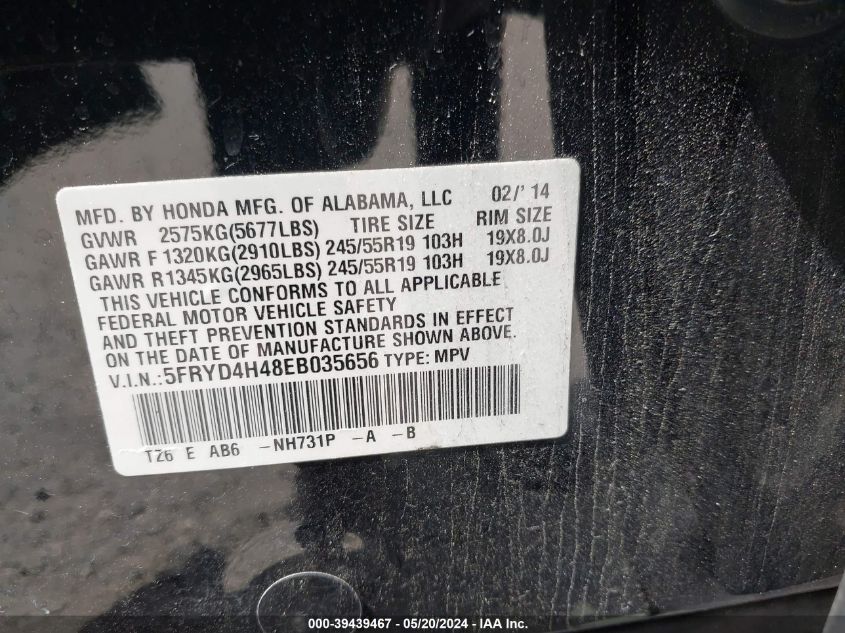 MFD. BY HONDA MFG. OF ALABAMA, LLC 02/' 14
GVWR 2575KG(5677LBS) TIRE SIZE RIM SIZE
GAWR F 1320KG(2910LBS) 245/55R19 103H 19X8.0J
GAWR R1345KG(2965LBS) 245/55R19 103H 19X8.0J
THIS VEHICLE CONFORMS TO ALL APPLICABLE
FEDERAL MOTOR VEHICLE SAFETY
AND THEFT PREVENTION STANDARDS IN EFFECT
ON THE DATE OF MANUFACTURE SHOWN ABOVE.
V.I.N.:5FRYD4H48EB035656 TYPE: MPV
TZ6 E AB6 -NH731P -A -B
000-39439467 - 05/20/2024 - IAA Inc.